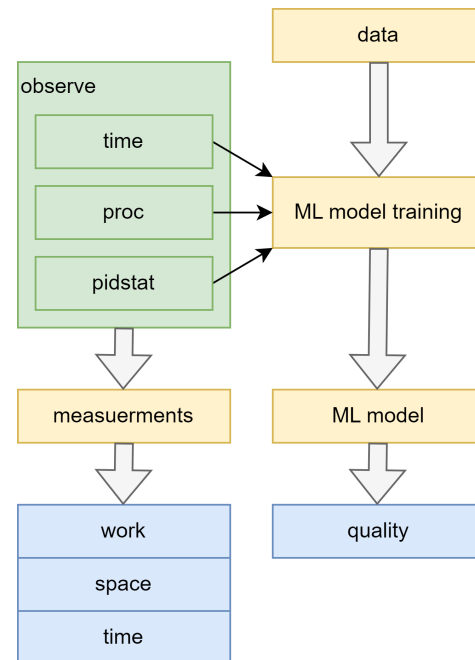 data
observe
time
ML model training
proc
pidstat
measuerments
ML model
work
quality
space
time